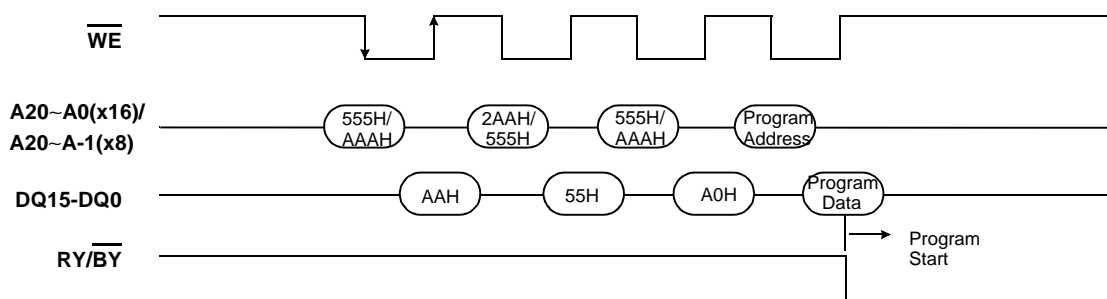 WE
A20~A0(x16)/
A20~A-1(x8)
555H/
AAAH
2AAH/
555H
555H/
AAAH
Program
Address
DQ15-DQ0
AAH
55H
A0H
Program
Data
RY/BY
Program
Start